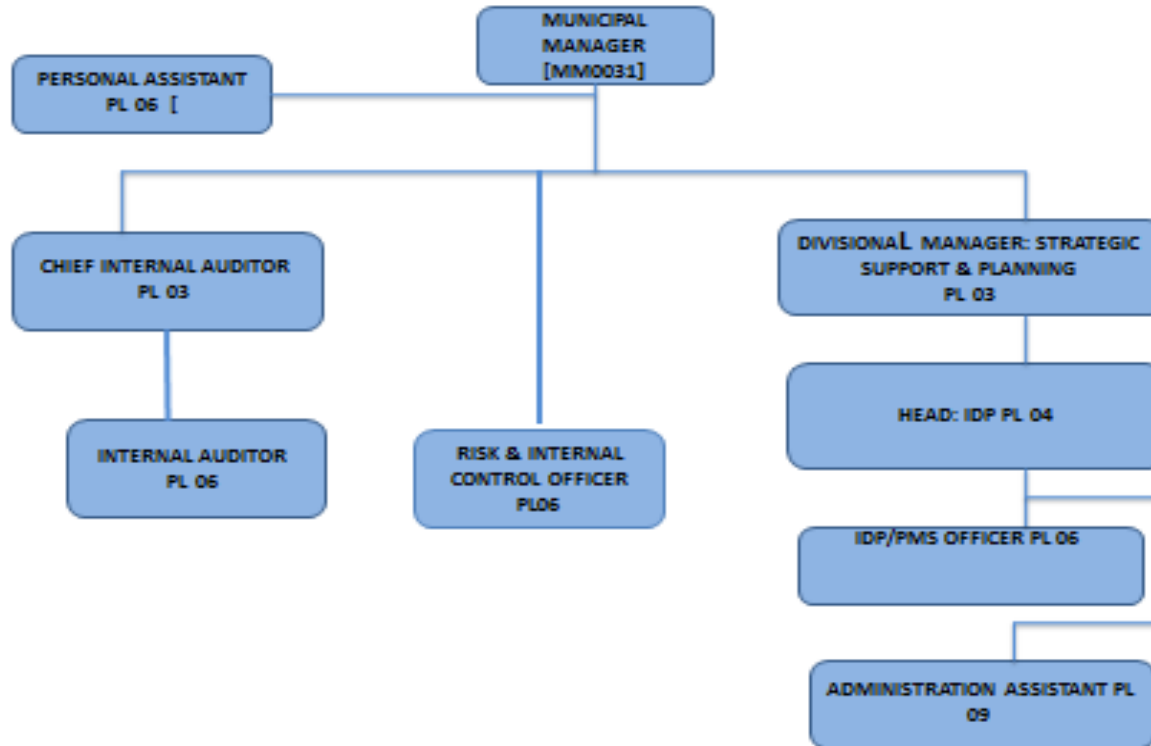 MUNICIPAL
MANAGER
[MM0031]
PERSONAL ASSISTANT
PL 06 [
CHIEF INTERNAL AUDITOR
PL 03
DIVISIONAL MANAGER: STRATEGIC
SUPPORT & PLANNING
PL 03
HEAD: IDP PL 04
INTERNAL AUDITOR
PL 06
RISK & INTERNAL
CONTROL OFFICER
PL06
IDP/PMS OFFICER PL 06
ADMINISTRATION ASSISTANT PL
09